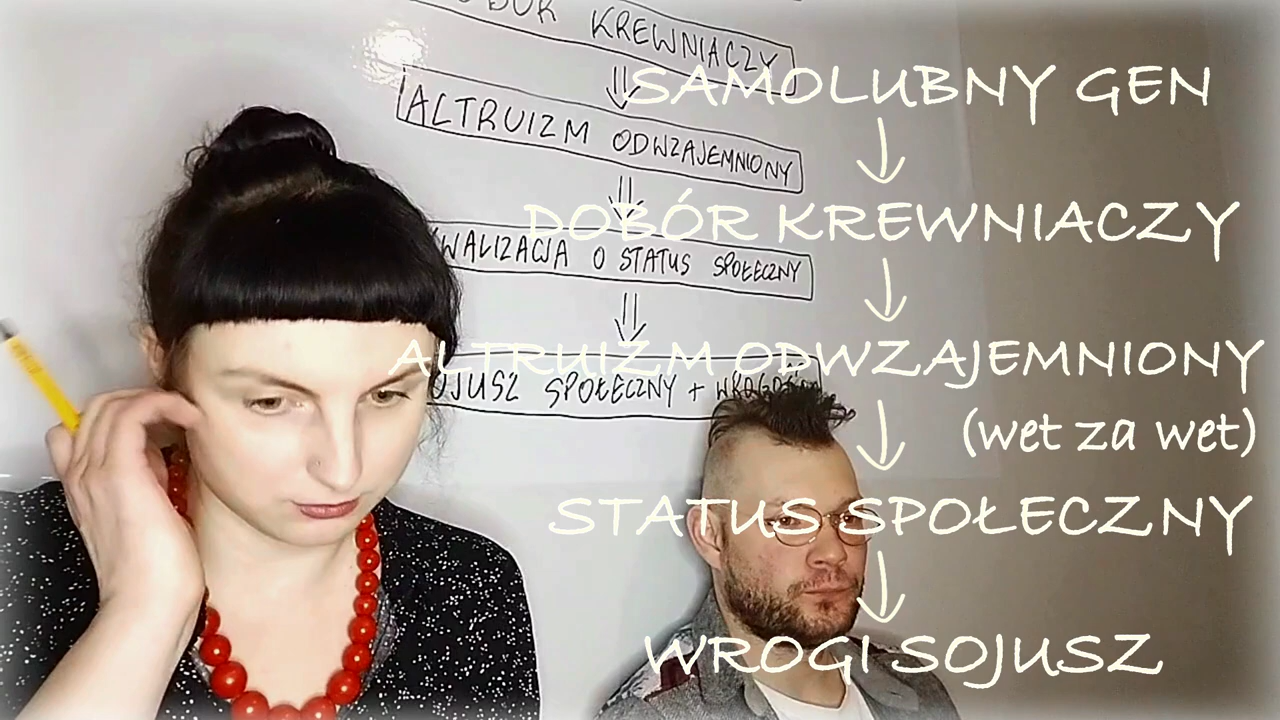 KREWNIACZY
ALTRUIZM ODWZAJEMNIONY
O STATUS SPOŁECZNY
SPOŁECZNY +
SAMOLUBNY GEN
DOBÓR KREWNIACZY
ALTRUIZM ODWZAJEMNIONY
(wet za wet)
STATUS SPOŁECZNY
WROGI SOJUSZ